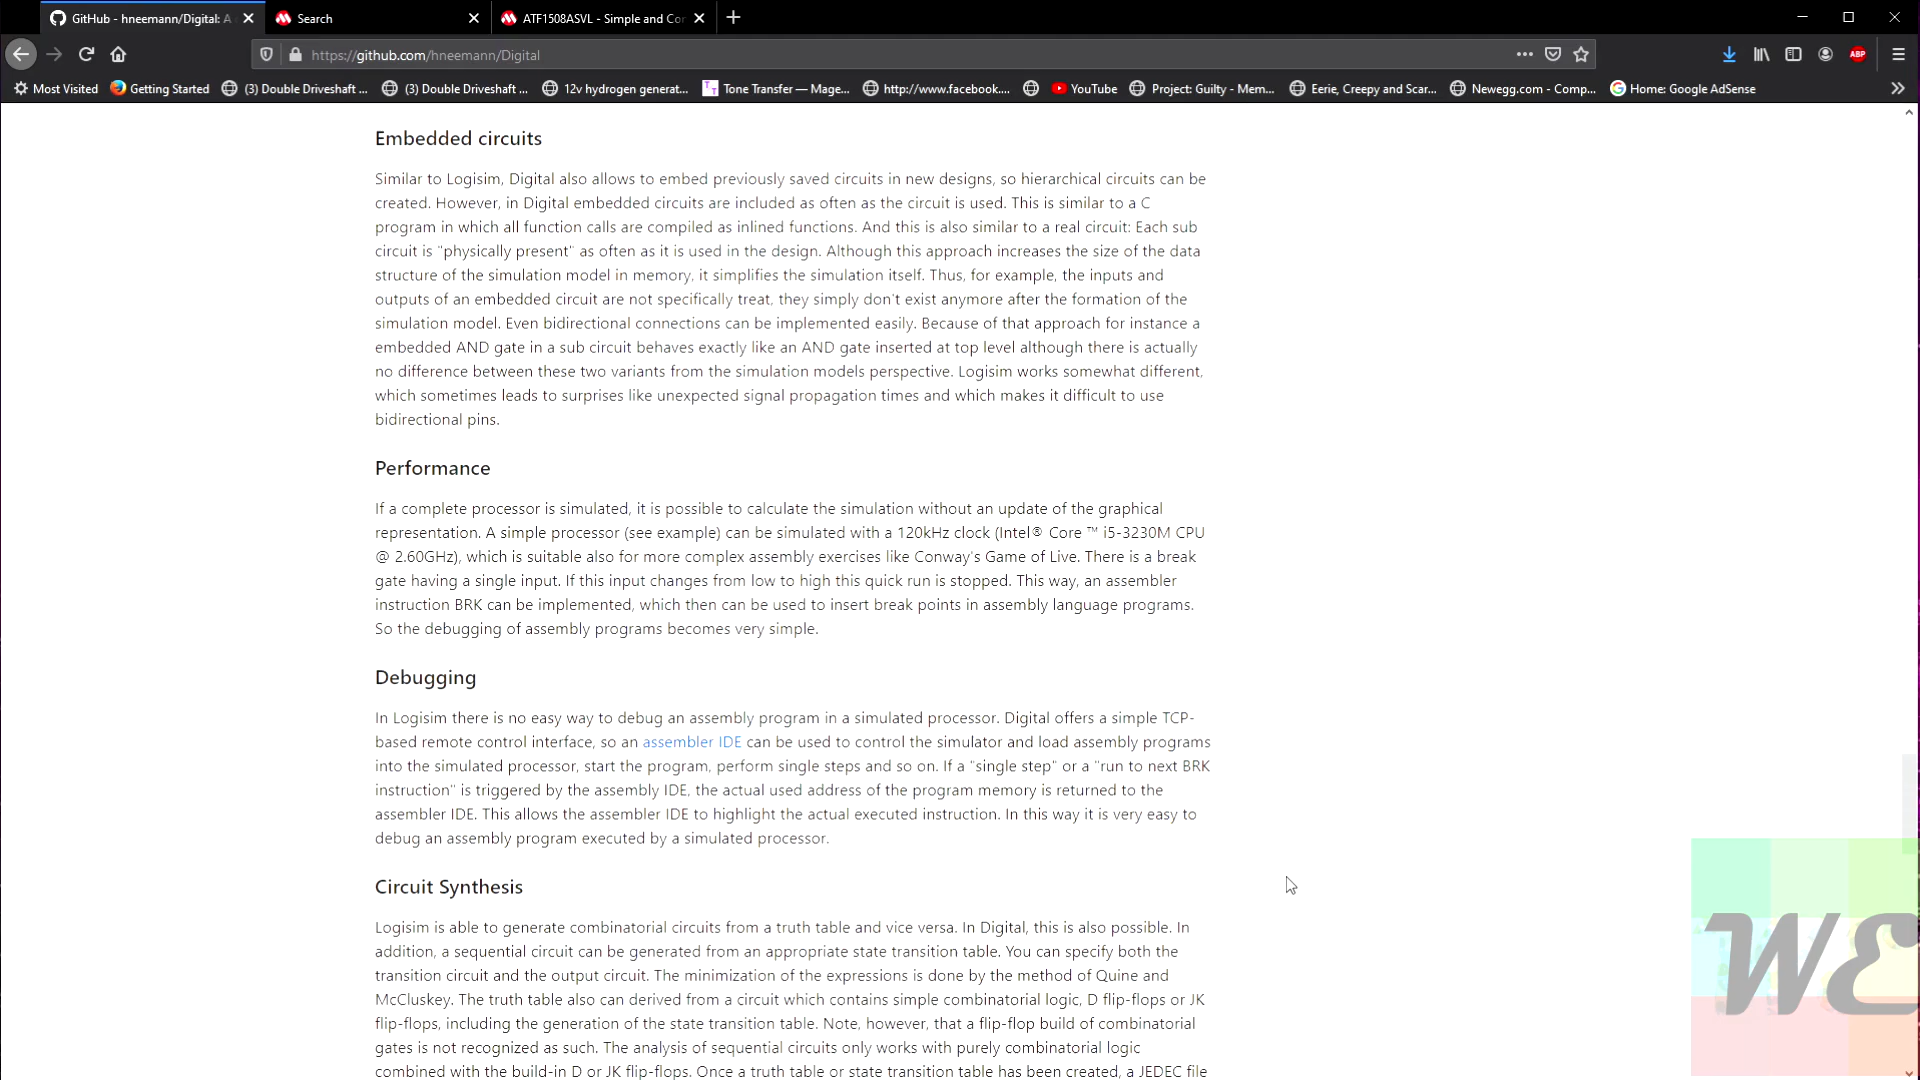 GitHub - hneemann/Digital: A
Search
ATF1508ASVL - Simple and Co
https://github.com/hneemann/Digital
ABP
Most Visited
Getting Started
(3) Double Driveshaft ...
(3) Double Driveshaft ...
12v hydrogen generat...
Tone Transfer — Mage...
http://www.facebook....
YouTube
Project: Guilty - Mem...
Eerie, Creepy and Scar...
Newegg.com - Comp...
Home: Google AdSense
Embedded circuits
Similar to Logisim, Digital also allows to embed previously saved circuits in new designs, so hierarchical circuits can be
created. However, in Digital embedded circuits are included as often as the circuit is used. This is similar to a C
program in which all function calls are compiled as inlined functions. And this is also similar to a real circuit: Each sub
circuit is "physically present" as often as it is used in the design. Although this approach increases the size of the data
structure of the simulation model in memory, it simplifies the simulation itself. Thus, for example, the inputs and
outputs of an embedded circuit are not specifically treat, they simply don't exist anymore after the formation of the
simulation model. Even bidirectional connections can be implemented easily. Because of that approach for instance a
embedded AND gate in a sub circuit behaves exactly like an AND gate inserted at top level although there is actually
no difference between these two variants from the simulation models perspective. Logisim works somewhat different,
which sometimes leads to surprises like unexpected signal propagation times and which makes it difficult to use
bidirectional pins.
Performance
If a complete processor is simulated, it is possible to calculate the simulation without an update of the graphical
representation. A simple processor (see example) can be simulated with a 120kHz clock (Intel® Core ™ i5-3230M CPU
@ 2.60GHz), which is suitable also for more complex assembly exercises like Conway's Game of Live. There is a break
gate having a single input. If this input changes from low to high this quick run is stopped. This way, an assembler
instruction BRK can be implemented, which then can be used to insert break points in assembly language programs.
So the debugging of assembly programs becomes very simple.
Debugging
In Logisim there is no easy way to debug an assembly program in a simulated processor. Digital offers a simple TCP-
based remote control interface, so an assembler IDE can be used to control the simulator and load assembly programs
into the simulated processor, start the program, perform single steps and so on. If a "single step" or a "run to next BRK
instruction" is triggered by the assembly IDE, the actual used address of the program memory is returned to the
assembler IDE. This allows the assembler IDE to highlight the actual executed instruction. In this way it is very easy to
debug an assembly program executed by a simulated processor.
Circuit Synthesis
Logisim is able to generate combinatorial circuits from a truth table and vice versa. In Digital, this is also possible. In
addition, a sequential circuit can be generated from an appropriate state transition table. You can specify both the
transition circuit and the output circuit. The minimization of the expressions is done by the method of Quine and
McCluskey. The truth table also can derived from a circuit which contains simple combinatorial logic, D flip-flops or JK
flip-flops, including the generation of the state transition table. Note, however, that a flip-flop build of combinatorial
gates is not recognized as such. The analysis of sequential circuits only works with purely combinatorial logic
combined with the build-in D or JK flip-flops. Once a truth table or state transition table has been created, a JEDEC file
WE